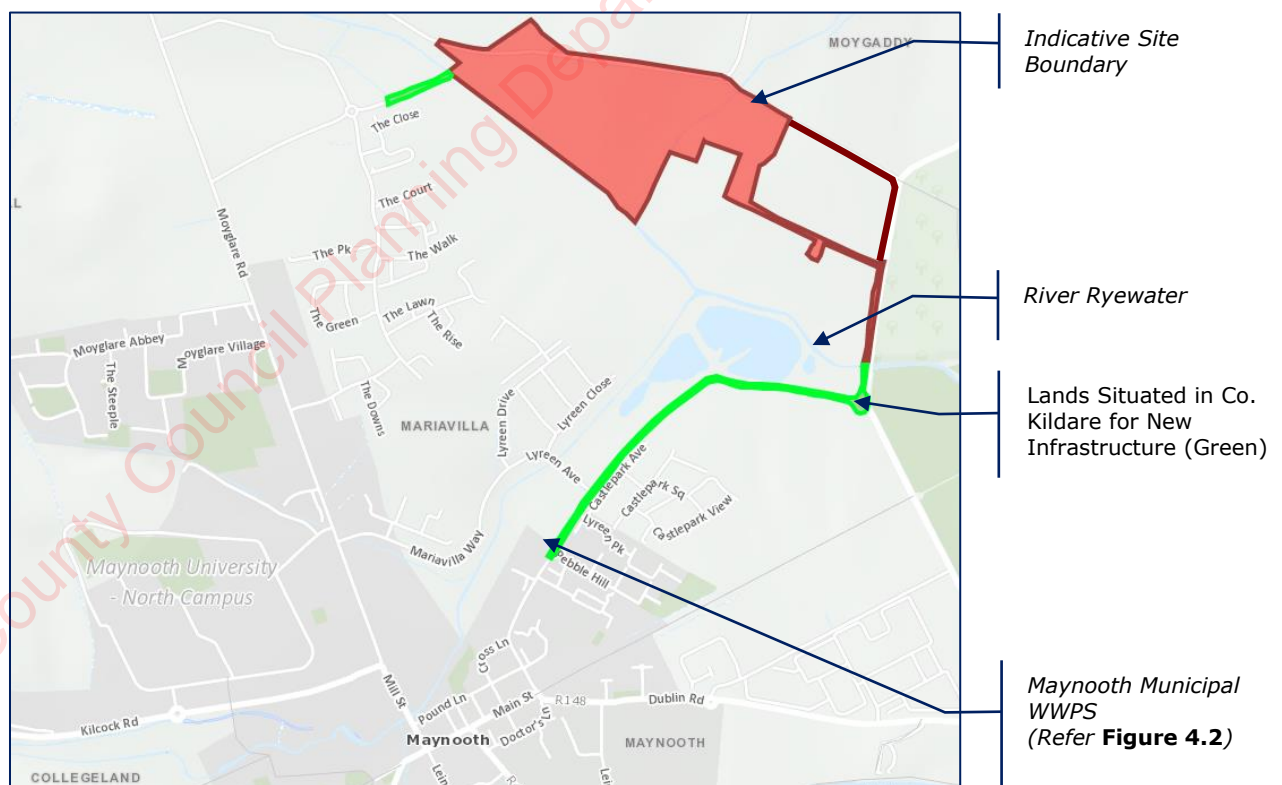 MOYGADDY
The Close
The Court
The Pk
The Walk
Moyglare Rd
The Lawn
The Green
The Rise
Moyglare Abbey
Moyglare Village
The Steeple
The Downs
MARIAVILLA
Lyreen Drive
Lyreen Close
Lyreen Ave
Castlepark Ave
Castlepark Sq
Castlepark View
Lyreen Pk
Mariavilla Way
Pebble Hill
Maynooth University
- North Campus
Cross Ln
Mill St
Pound Ln
Main St
R148
Dublin Rd
Kilcock Rd
Maynooth
Doctor's Ln
MAYNOOTH
Lein
Lein
COLLEGELAND
Indicative Site
Boundary
River Ryewater
Lands Situated in Co.
Kildare for New
Infrastructure (Green)
Maynooth Municipal
WWPS
(Refer Figure 4.2)
County Council Planning Depa